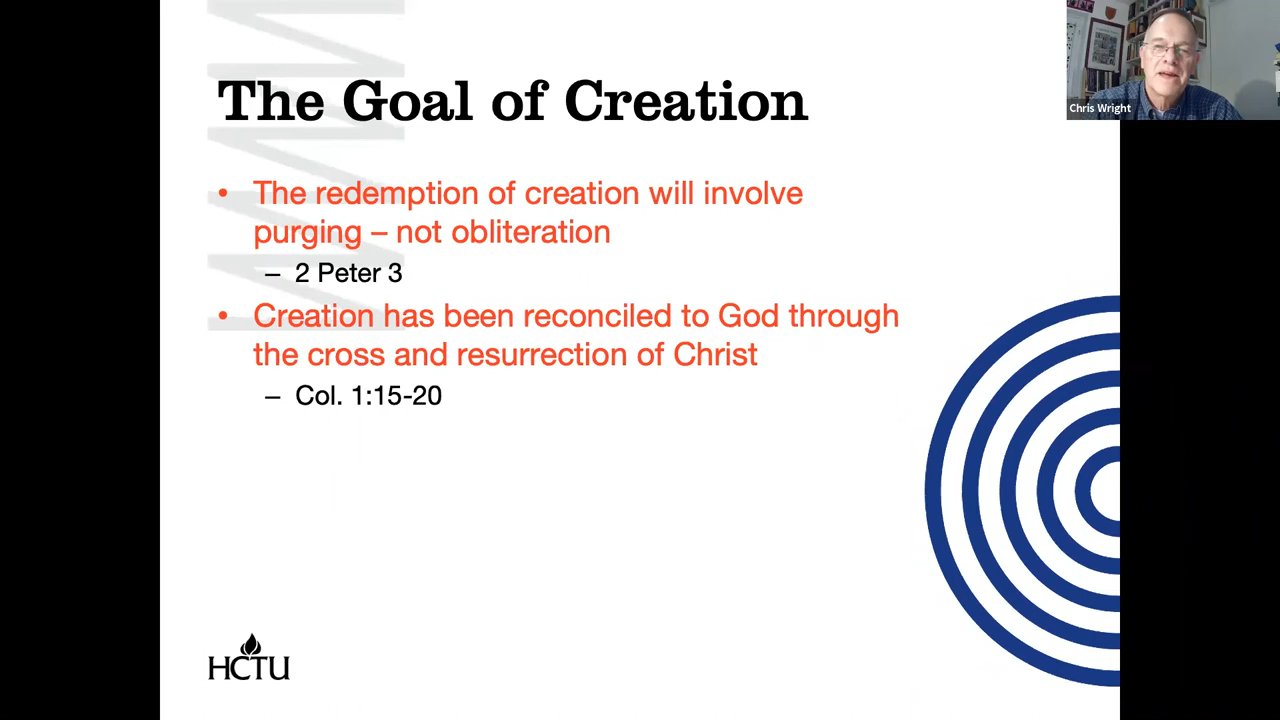 The Goal of Creation
• The redemption of creation will involve
purging – not obliteration
– 2 Peter 3
• Creation has been reconciled to God through
the cross and resurrection of Christ
– Col. 1:15-20
HCTU
Chris Wright